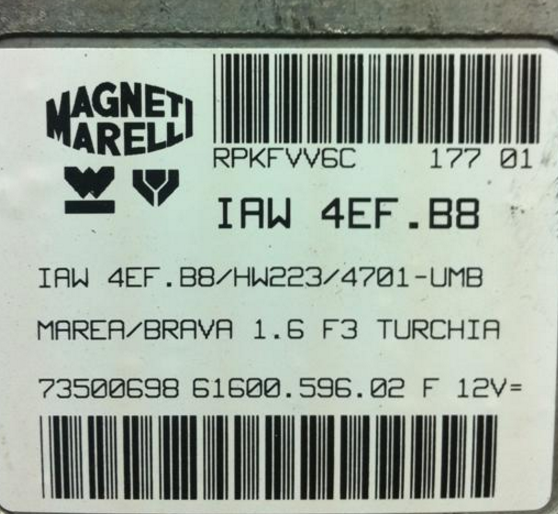 MAGNETI
MARELLI
RPKFVV6C 177 01
IAW 4EF.B8
IAW 4EF.B8/HW223/4701-UMB
MAREA/BRAVA 1.6 F3 TURCHIA
73500698 61600.596.02 F 12V=